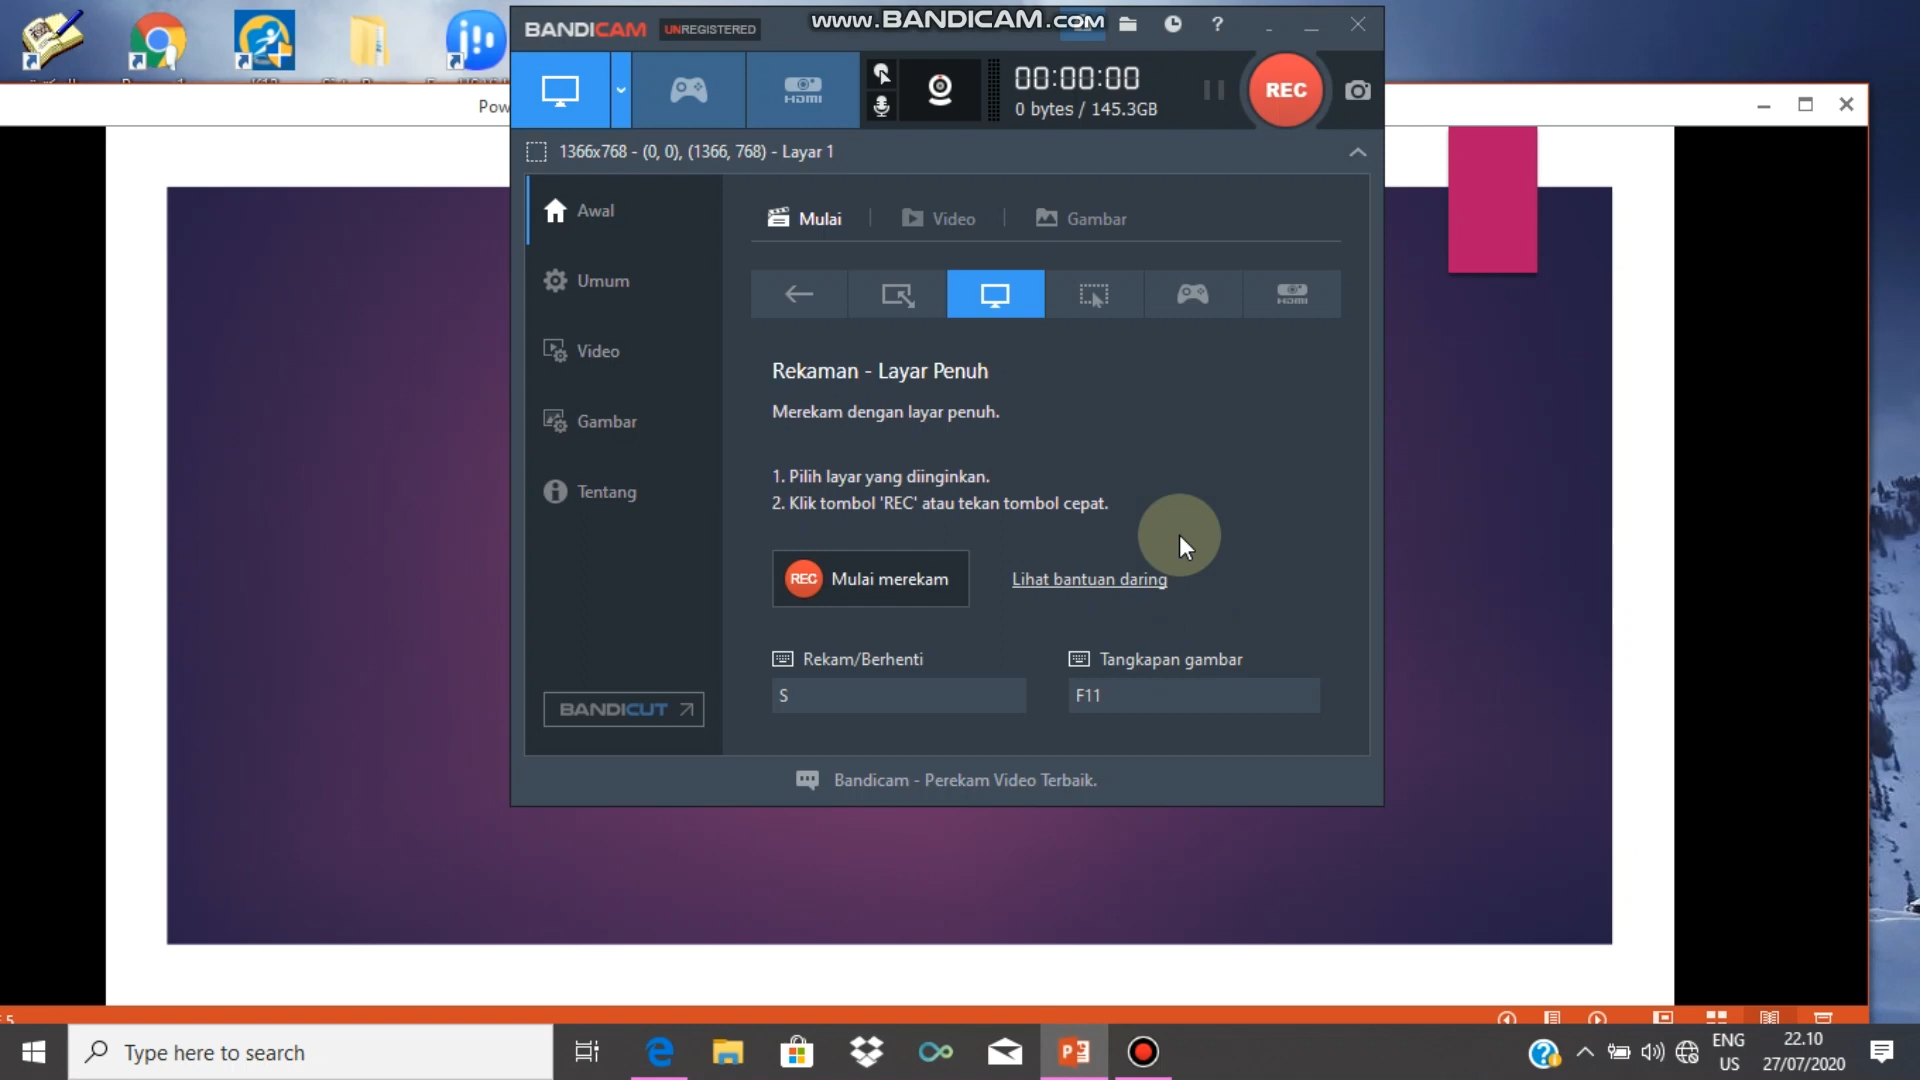 BANDICAM UNREGISTERED
www.BANDICAM.com
?
Pow
HDMI
00:00:00
0 bytes / 145.3GB
REC
1366x768 - (0, 0), (1366, 768) - Layar 1
Awal
Umum
Video
Gambar
Tentang
BANDICUT
Mulai
Video
Gambar
HDMI
Rekaman - Layar Penuh
Merekam dengan layar penuh.
1. Pilih layar yang diinginkan.
2. Klik tombol 'REC' atau tekan tombol cepat.
REC Mulai merekam
Lihat bantuan daring
Rekam/Berhenti
S
Tangkapan gambar
F11
Bandicam - Perekam Video Terbaik.
Type here to search
ENG
US
22.10
27/07/2020